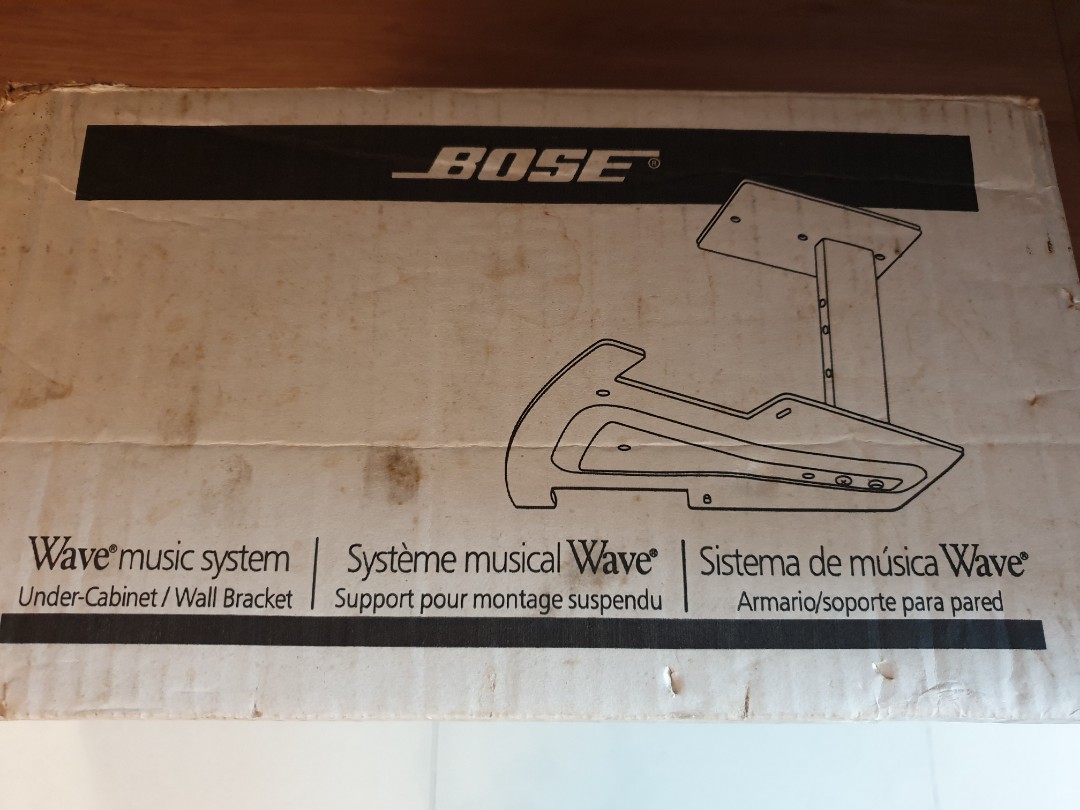 BOSE®
Wave® music system
Under-Cabinet / Wall Bracket
Système musical Wave®
Support pour montage suspendu
Sistema de música Wave®
Armario/soporte para pared